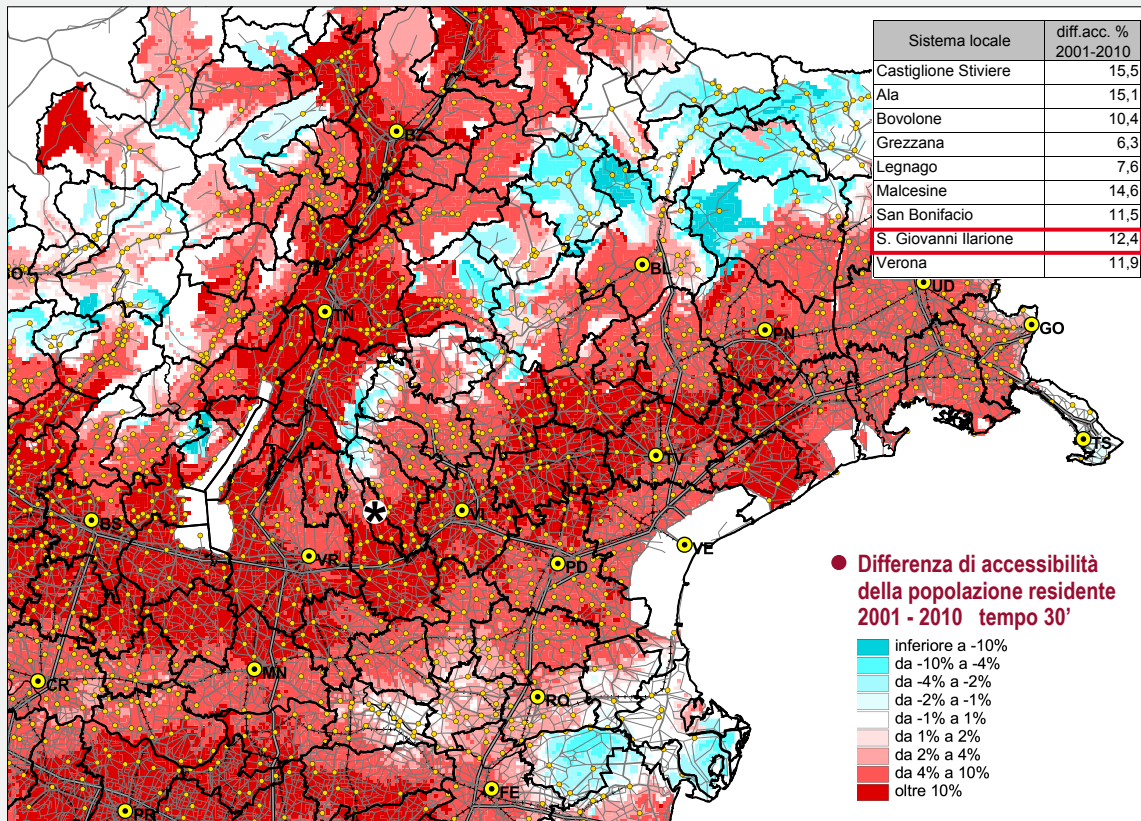 Sistema locale diff.acc. % 2001-2010
Castiglione Stiviere 15,5
Ala 15,1
Bovolone 10,4
Grezzana 6,3
Legnago 7,6
Malcesine 14,6
San Bonifacio 11,5
S. Giovanni Ilarione 12,4
Verona 11,9
BZ
BL
UD
TN
PN
GO
TS
TV
BS
VI
VR
VE
PD
MN
CR
RO
FE
PR
*
Differenza di accessibilità
della popolazione residente
2001 - 2010 tempo 30'
inferiore a -10%
da -10% a -4%
da -4% a -2%
da -2% a -1%
da -1% a 1%
da 1% a 2%
da 2% a 4%
da 4% a 10%
oltre 10%